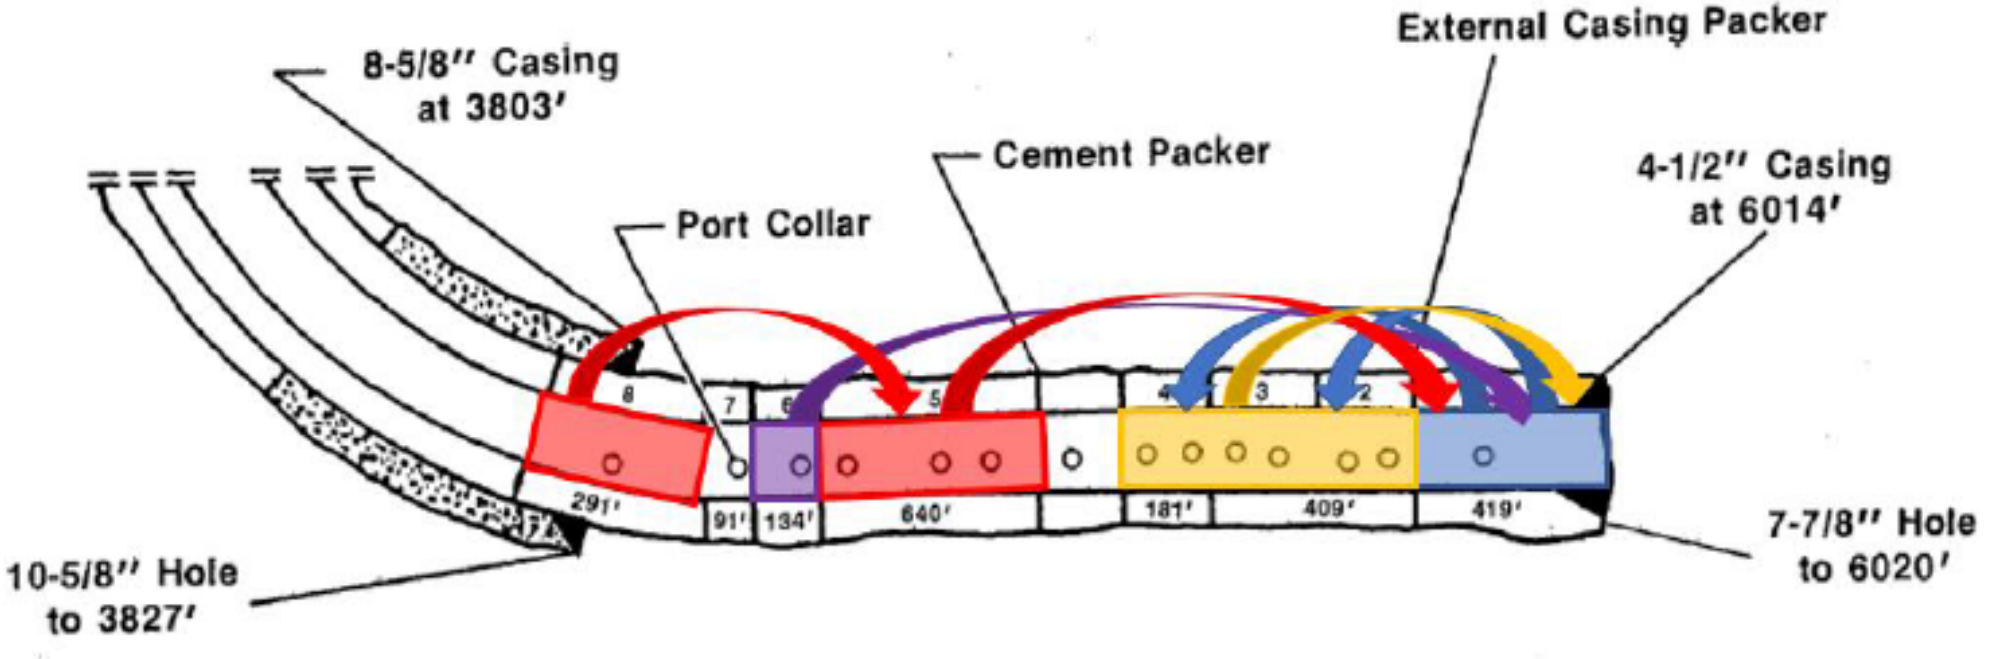 External Casing Packer
8-5/8" Casing
at 3803'
Cement Packer
4-1/2" Casing
at 6014'
Port Collar
8
7
6
5
4
3
2
291'
91'
134'
640'
181'
409'
419'
10-5/8" Hole
to 3827'
7-7/8" Hole
to 6020'